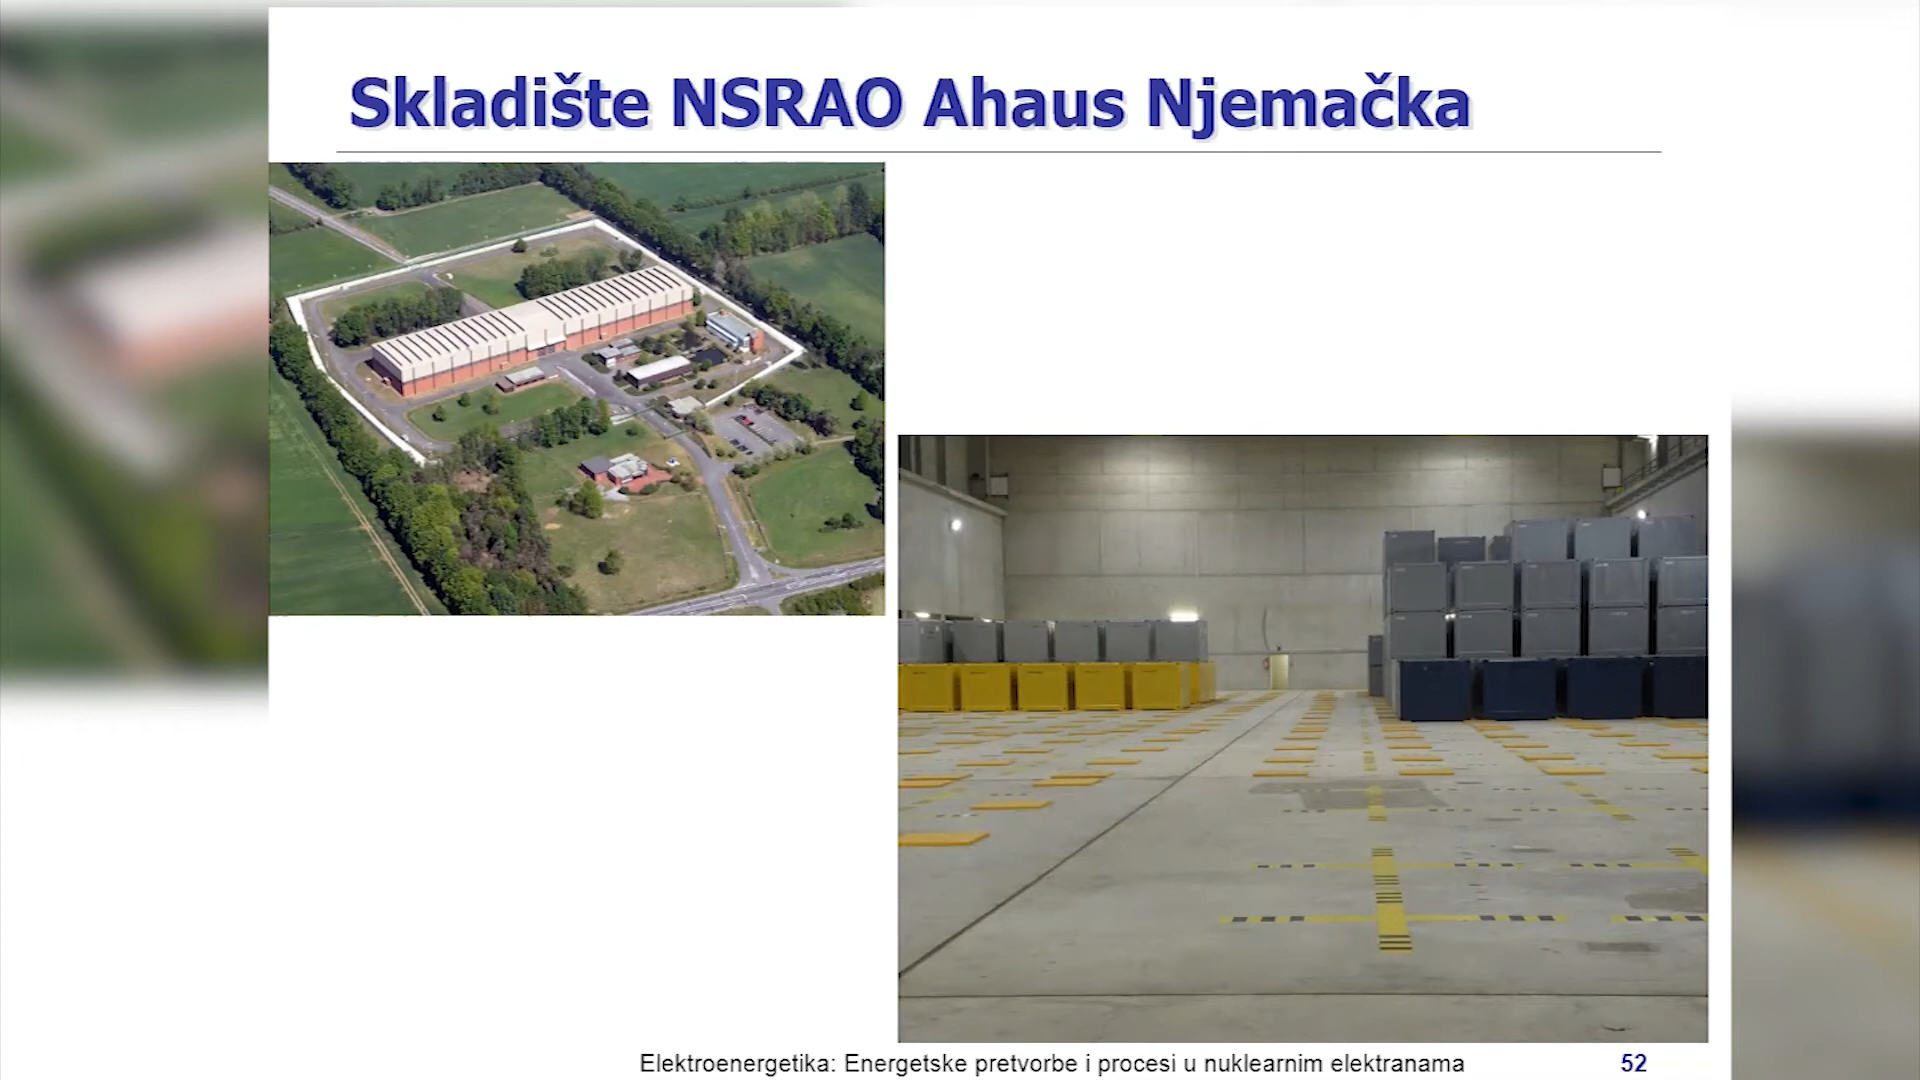 Skladište NSRAO Ahaus Njemačka
Elektroenergetika: Energetske pretvorbe i procesi u nuklearnim elektranama
52